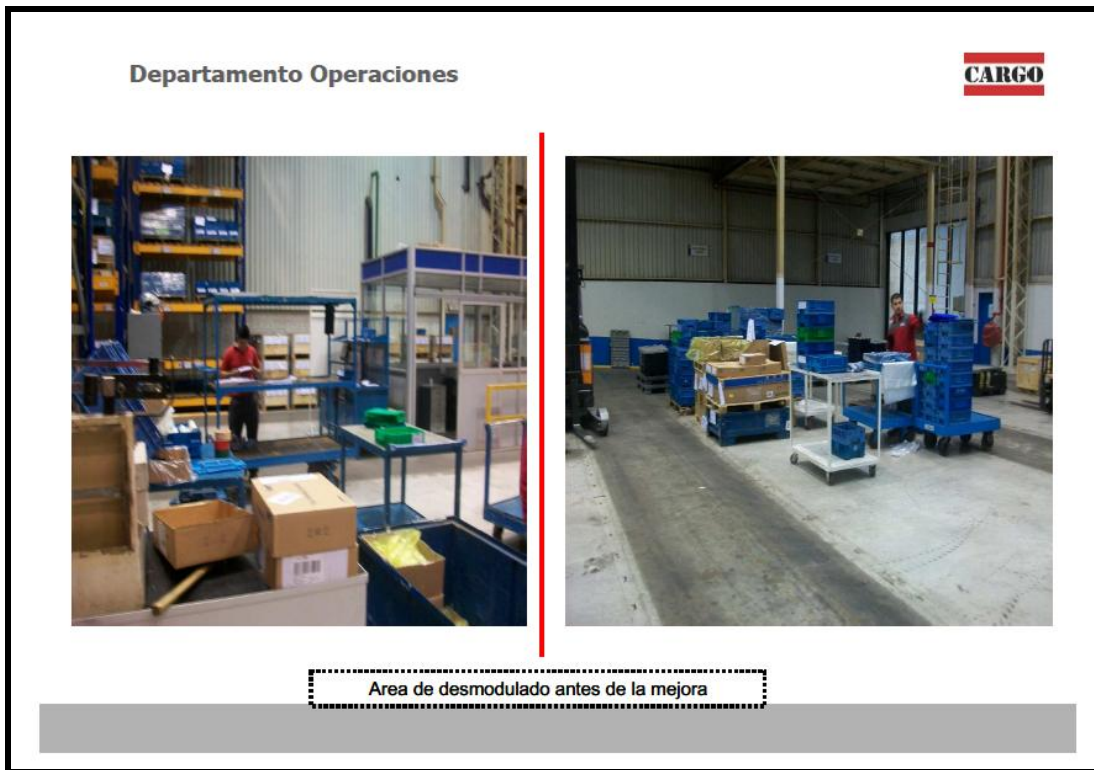 Departamento Operaciones
CARGO
Area de desmodulado antes de la mejora